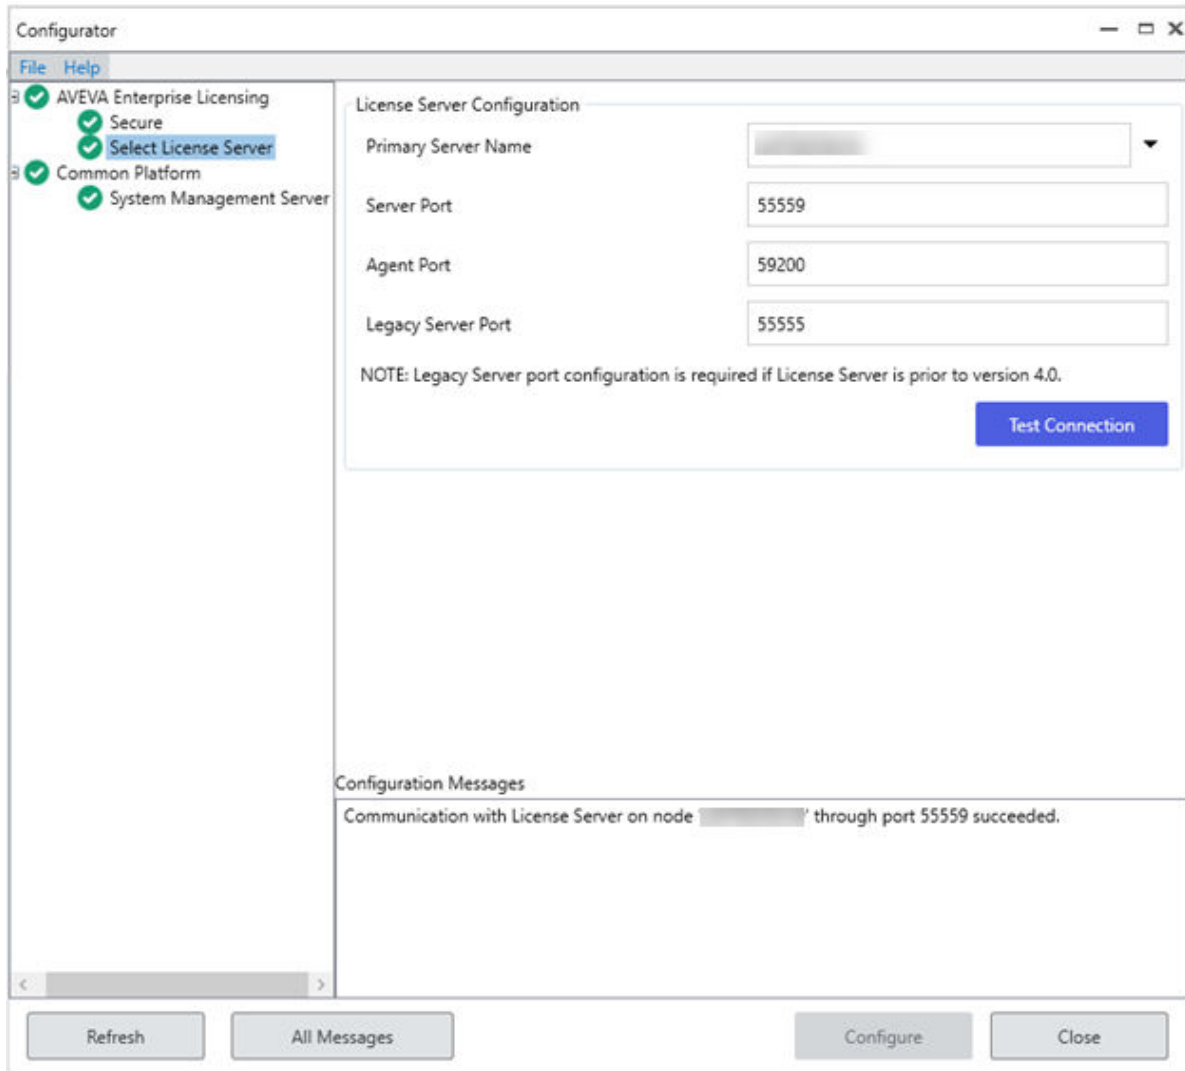 Configurator
File Help
AVEVA Enterprise Licensing
Secure
Select License Server
Common Platform
System Management Server
License Server Configuration
Primary Server Name
Server Port 55559
Agent Port 59200
Legacy Server Port 55555
NOTE: Legacy Server port configuration is required if License Server is prior to version 4.0.
Test Connection
Configuration Messages
Communication with License Server on node ' through port 55559 succeeded.
Refresh All Messages Configure Close